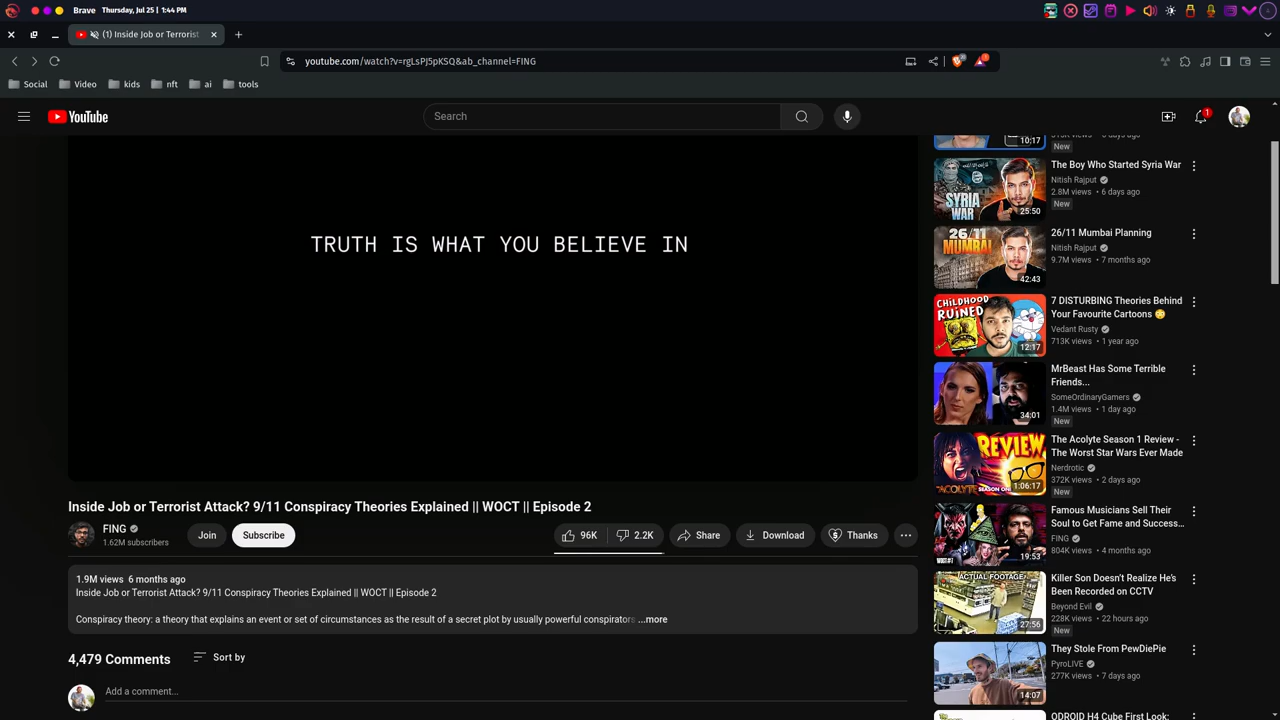 Brave Thursday, Jul 25 | 1:44 PM
(1) Inside Job or Terrorist
youtube.com/watch?v=rgLsPJ5pKSQ&ab_channel=FING
Social
Video
kids
nft
ai
tools
YouTube
Search
1
TRUTH IS WHAT YOU BELIEVE IN
Inside Job or Terrorist Attack? 9/11 Conspiracy Theories Explained || WOCT || Episode 2
FING
1.62M subscribers
Join
Subscribe
96K
2.2K
Share
Download
Thanks
1.9M views 6 months ago
Inside Job or Terrorist Attack? 9/11 Conspiracy Theories Explained || WOCT || Episode 2
Conspiracy theory: a theory that explains an event or set of circumstances as the result of a secret plot by usually powerful conspirators ...more
4,479 Comments
Sort by
Add a comment...
10:17
New
SYRIA
WAR
25:50
The Boy Who Started Syria War
Nitish Rajput
2.8M views • 6 days ago
New
26/11
MUMBAI
42:43
26/11 Mumbai Planning
Nitish Rajput
9.7M views • 7 months ago
CHiLDHOOD
RUiNED
12:17
7 DISTURBING Theories Behind
Your Favourite Cartoons 😳
Vedant Rusty
713K views • 1 year ago
34:01
MrBeast Has Some Terrible
Friends...
SomeOrdinaryGamers
1.4M views • 1 day ago
New
REVIEW
ACOLYTE
1:06:17
The Acolyte Season 1 Review -
The Worst Star Wars Ever Made
Nerdrotic
372K views • 2 days ago
New
19:53
Famous Musicians Sell Their
Soul to Get Fame and Success...
FING
804K views • 4 months ago
ACTUAL FOOTAGE
27:56
Killer Son Doesn't Realize He's
Been Recorded on CCTV
Beyond Evil
228K views • 22 hours ago
New
14:07
They Stole From PewDiePie
PyroLIVE
277K views • 7 days ago
ODROID H4 Cube First Look: